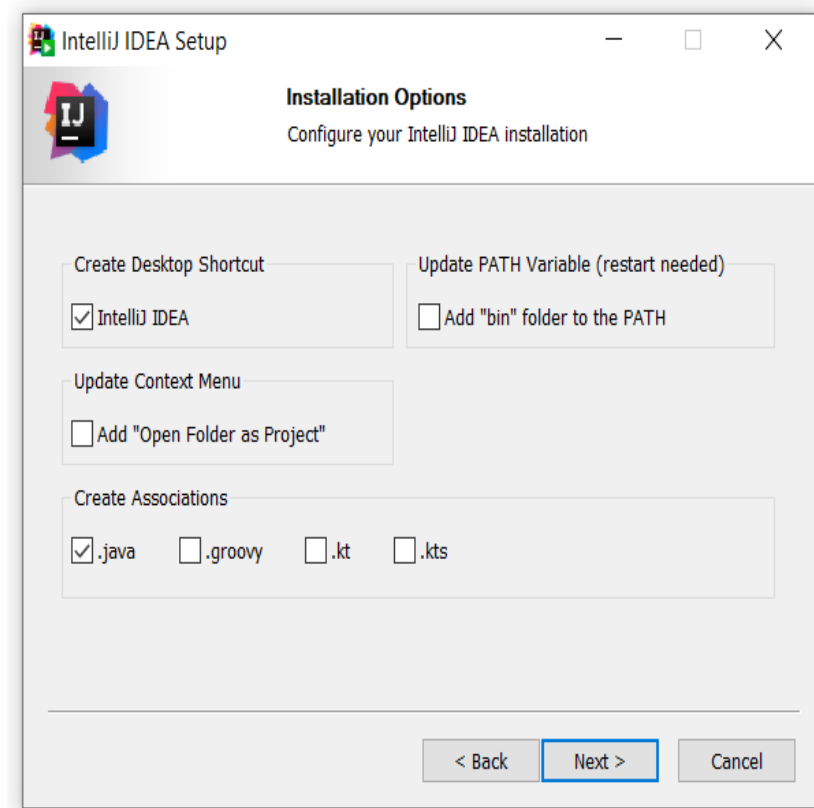 IntelliJ IDEA Setup
IJ
Installation Options
Configure your IntelliJ IDEA installation
Create Desktop Shortcut
IntelliJ IDEA
Update PATH Variable (restart needed)
Add "bin" folder to the PATH
Update Context Menu
Add "Open Folder as Project"
Create Associations
.java .groovy .kt .kts
< Back Next > Cancel